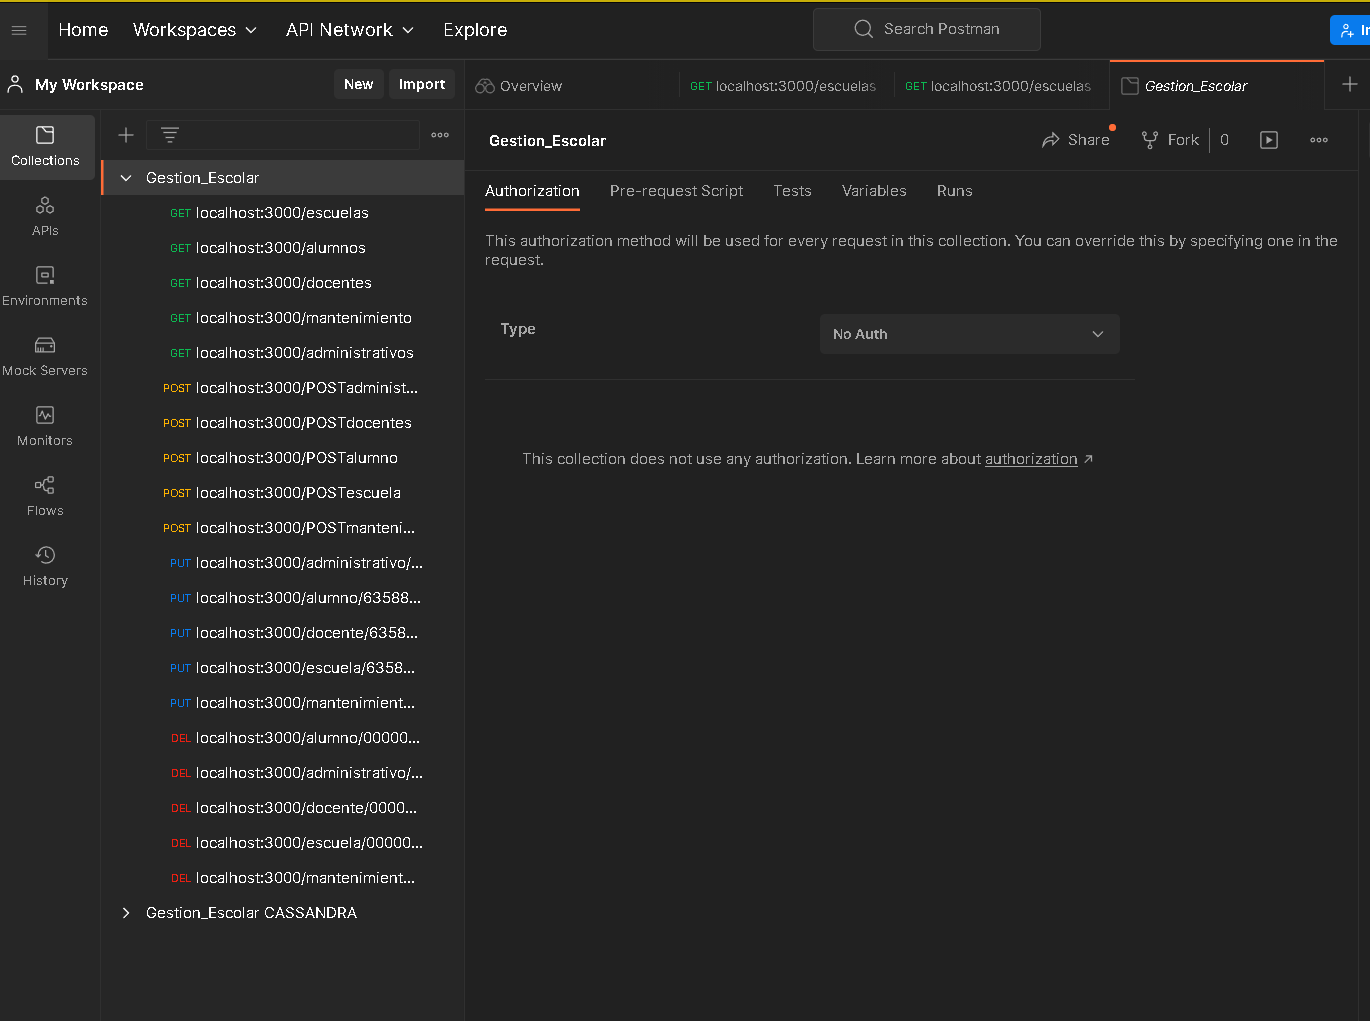 Home Workspaces API Network Explore Search Postman
My Workspace New Import Overview GET localhost:3000/escuelas GET localhost:3000/escuelas Gestion_Escolar
Collections
APIs
Environments
Mock Servers
Monitors
Flows
History
Gestion_Escolar
GET localhost:3000/escuelas
GET localhost:3000/alumnos
GET localhost:3000/docentes
GET localhost:3000/mantenimiento
GET localhost:3000/administrativos
POST localhost:3000/POSTadminist...
POST localhost:3000/POSTdocentes
POST localhost:3000/POSTalumno
POST localhost:3000/POSTescuela
POST localhost:3000/POSTmanteni...
PUT localhost:3000/administrativo/...
PUT localhost:3000/alumno/63588...
PUT localhost:3000/docente/6358...
PUT localhost:3000/escuela/6358...
PUT localhost:3000/mantenimient...
DEL localhost:3000/alumno/00000...
DEL localhost:3000/administrativo/...
DEL localhost:3000/docente/0000...
DEL localhost:3000/escuela/00000...
DEL localhost:3000/mantenimient...
Gestion_Escolar CASSANDRA
Gestion_Escolar Share Fork 0
Authorization Pre-request Script Tests Variables Runs
This authorization method will be used for every request in this collection. You can override this by specifying one in the
request.
Type No Auth
This collection does not use any authorization. Learn more about authorization ↗